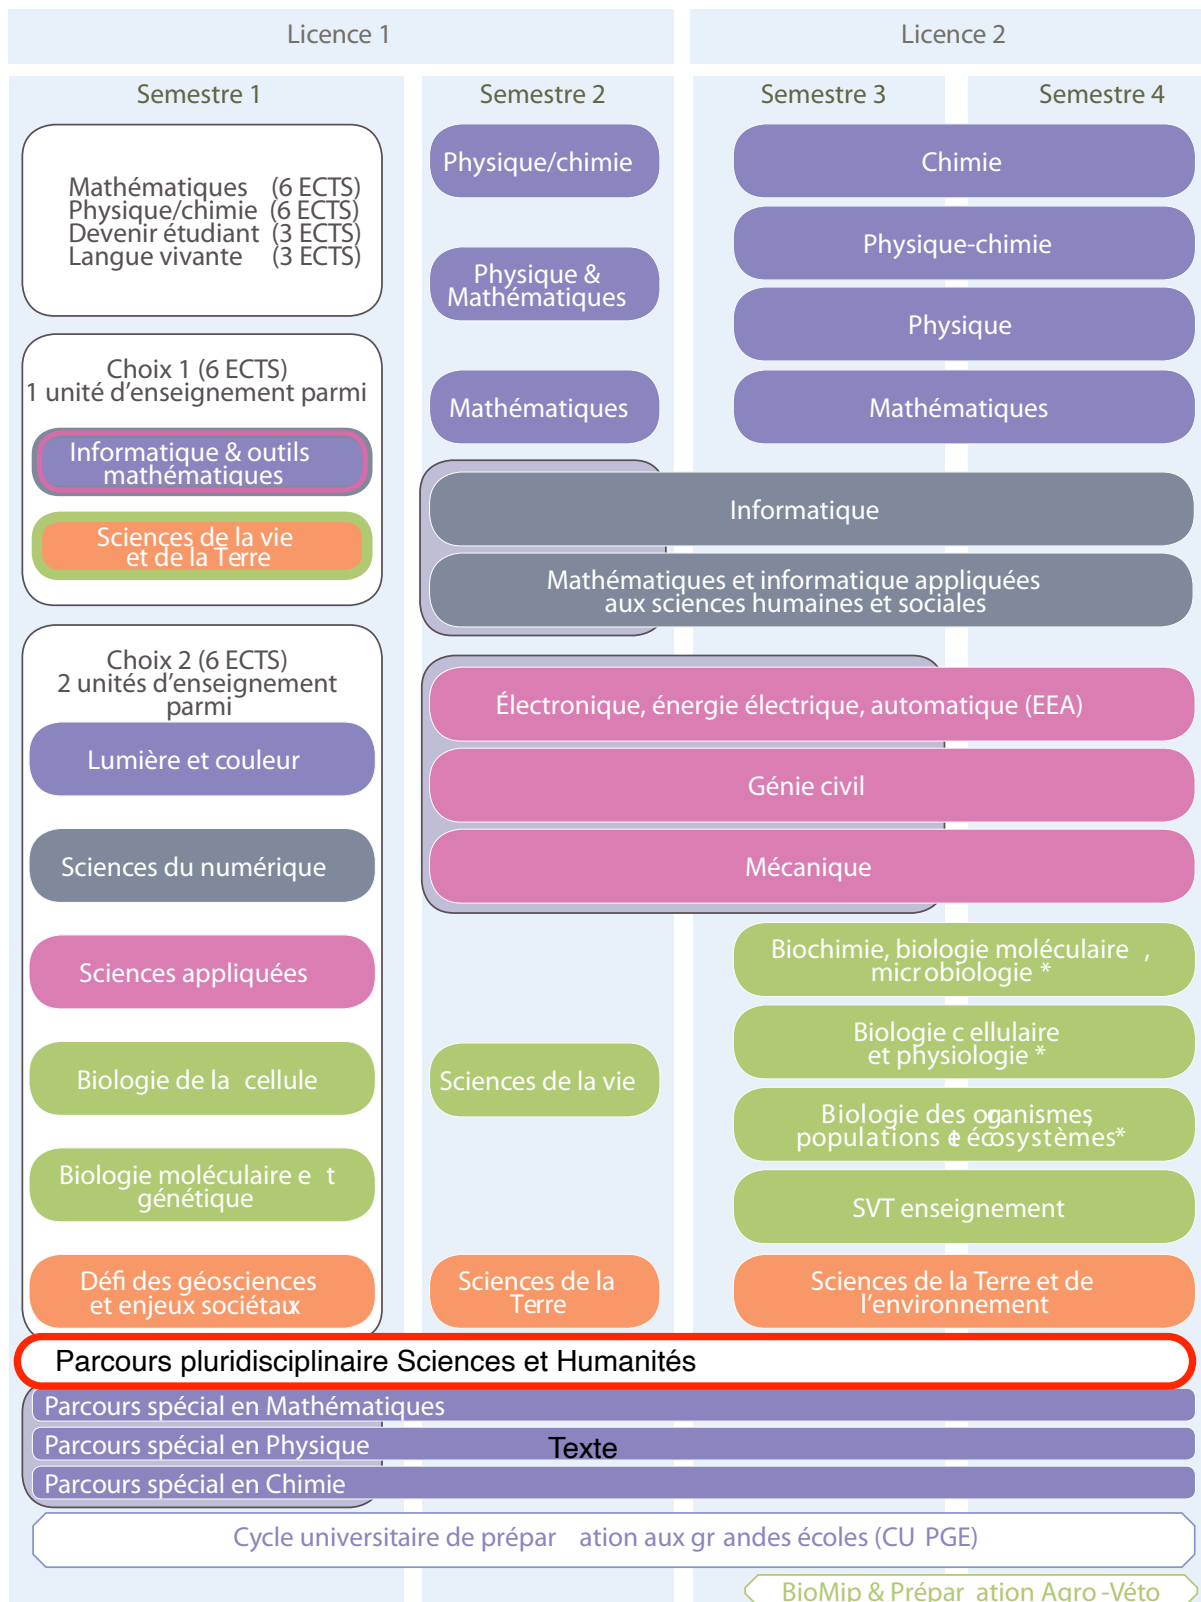 Licence 1
Licence 2
Semestre 1
Semestre 2
Semestre 3
Semestre 4
Mathématiques (6 ECTS)
Physique/chimie (6 ECTS)
Devenir étudiant (3 ECTS)
Langue vivante (3 ECTS)
Choix 1 (6 ECTS)
1 unité d’enseignement parmi
Informatique & outils
mathématiques
Sciences de la vie
et de la Terre
Choix 2 (6 ECTS)
2 unités d’enseignement
parmi
Lumière et couleur
Sciences du numérique
Sciences appliquées
Biologie de la cellule
Biologie moléculaire e t
génétique
Défi des géosciences
et enjeux sociétaux
Physique/chimie
Physique &
Mathématiques
Mathématiques
Sciences de la vie
Sciences de la
Terre
Chimie
Physique-chimie
Physique
Mathématiques
Informatique
Mathématiques et informatique appliquées
aux sciences humaines et sociales
Électronique, énergie électrique, automatique (EEA)
Génie civil
Mécanique
Biochimie, biologie moléculaire ,
microbiologie *
Biologie c ellulaire
et physiologie *
Biologie des organismes,
populations et écosystèmes*
SVT enseignement
Sciences de la Terre et de
l’environnement
Parcours pluridisciplinaire Sciences et Humanités
Parcours spécial en Mathématiques
Parcours spécial en Physique
Texte
Parcours spécial en Chimie
Cycle universitaire de prépar ation aux gr andes écoles (CU PGE)
BioMip & Prépar ation Agro -Véto